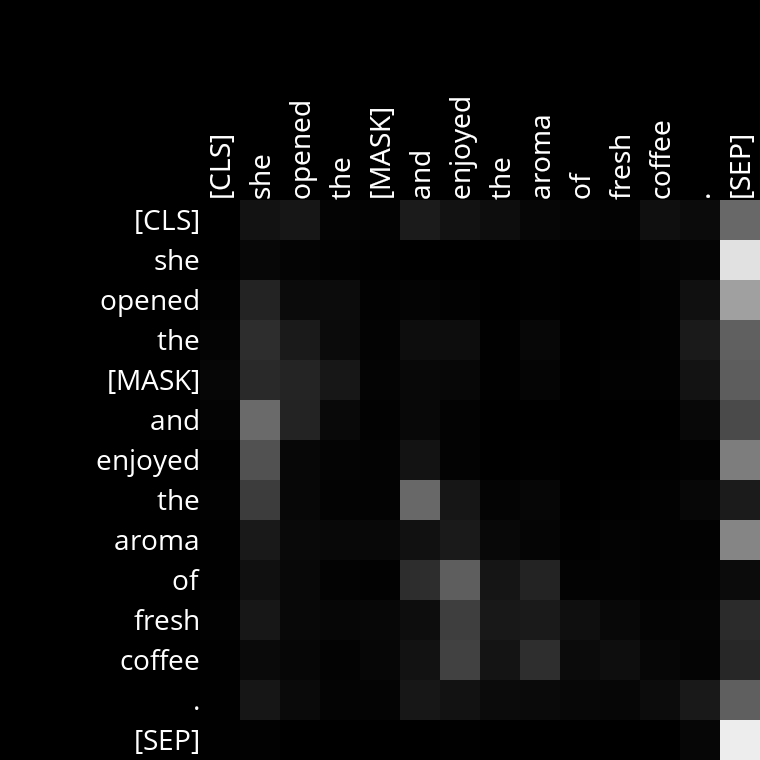 [CLS] she opened the [MASK] and enjoyed the aroma of fresh coffee . [SEP]
[CLS]
she
opened
the
[MASK]
and
enjoyed
the
aroma
of
fresh
coffee
.
[SEP]